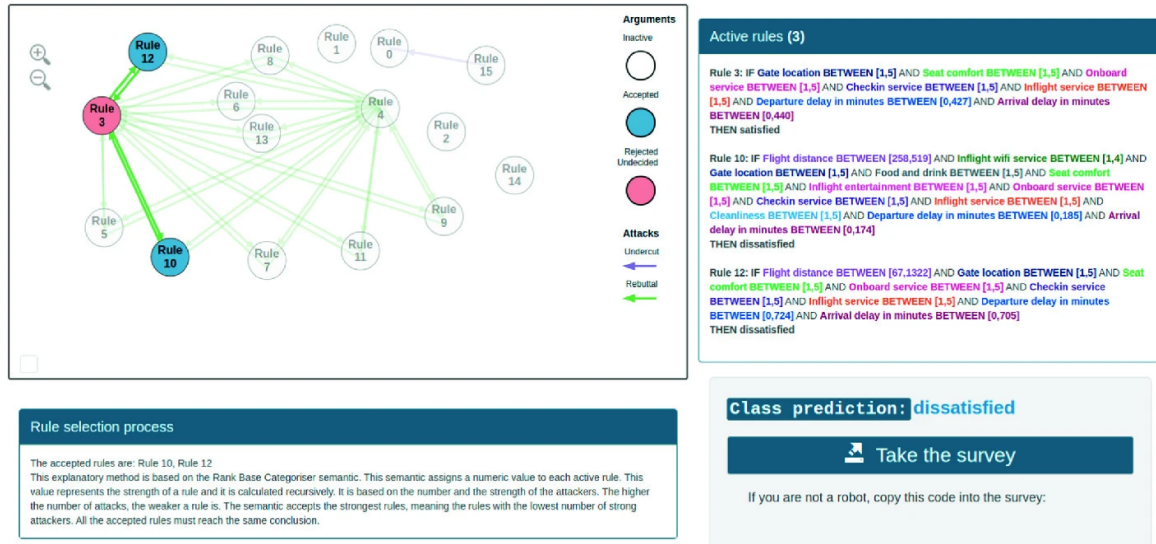 Rule 12
Rule 8
Rule 1
Rule 0
Rule 15
Rule 3
Rule 6
Rule 13
Rule 4
Rule 2
Rule 14
Rule 5
Rule 10
Rule 7
Rule 11
Rule 9
Arguments
Inactive
Accepted
Rejected
Undecided
Attacks
Undercut
Rebuttal
Active rules (3)
Rule 3: IF Gate location BETWEEN [1,5] AND Seat comfort BETWEEN [1,5] AND Onboard
service BETWEEN [1,5] AND Checkin service BETWEEN [1,5] AND Inflight service BETWEEN
[1,5] AND Departure delay in minutes BETWEEN [0,427] AND Arrival delay in minutes
BETWEEN [0,440]
THEN satisfied
Rule 10: IF Flight distance BETWEEN [258,519] AND Inflight wifi service BETWEEN [1,4] AND
Gate location BETWEEN [1,5] AND Food and drink BETWEEN [1,5] AND Seat comfort
BETWEEN [1,5] AND Inflight entertainment BETWEEN [1,5] AND Onboard service BETWEEN
[1,5] AND Checkin service BETWEEN [1,5] AND Inflight service BETWEEN [1,5] AND
Cleanliness BETWEEN [1,5] AND Departure delay in minutes BETWEEN [0,185] AND Arrival
delay in minutes BETWEEN [0,174]
THEN dissatisfied
Rule 12: IF Flight distance BETWEEN [67,1322] AND Gate location BETWEEN [1,5] AND Seat
comfort BETWEEN [1,5] AND Onboard service BETWEEN [1,5] AND Checkin service
BETWEEN [1,5] AND Inflight service BETWEEN [1,5] AND Departure delay in minutes
BETWEEN [0,724] AND Arrival delay in minutes BETWEEN [0,705]
THEN dissatisfied
Rule selection process
The accepted rules are: Rule 10, Rule 12
This explanatory method is based on the Rank Base Categoriser semantic. This semantic assigns a numeric value to each active rule. This
value represents the strength of a rule and it is calculated recursively. It is based on the number and the strength of the attackers. The higher
the number of attacks, the weaker a rule is. The semantic accepts the strongest rules, meaning the rules with the lowest number of strong
attackers. All the accepted rules must reach the same conclusion.
Class prediction: dissatisfied
Take the survey
If you are not a robot, copy this code into the survey: